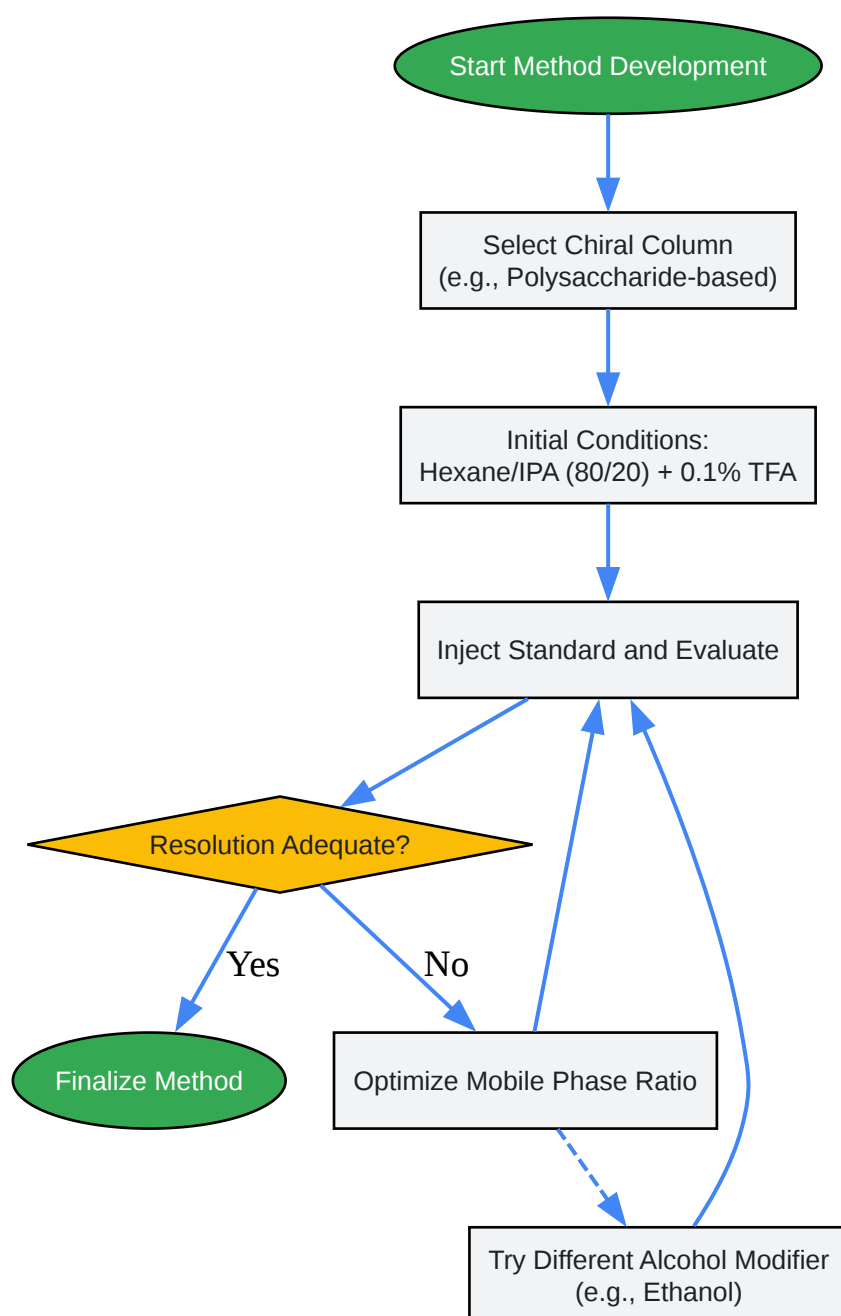 Start Method Development
Select Chiral Column
(e.g., Polysaccharide-based)
Initial Conditions:
Hexane/IPA (80/20) + 0.1% TFA
Inject Standard and Evaluate
Resolution Adequate?
Yes
No
Finalize Method
Optimize Mobile Phase Ratio
Try Different Alcohol Modifier
(e.g., Ethanol)